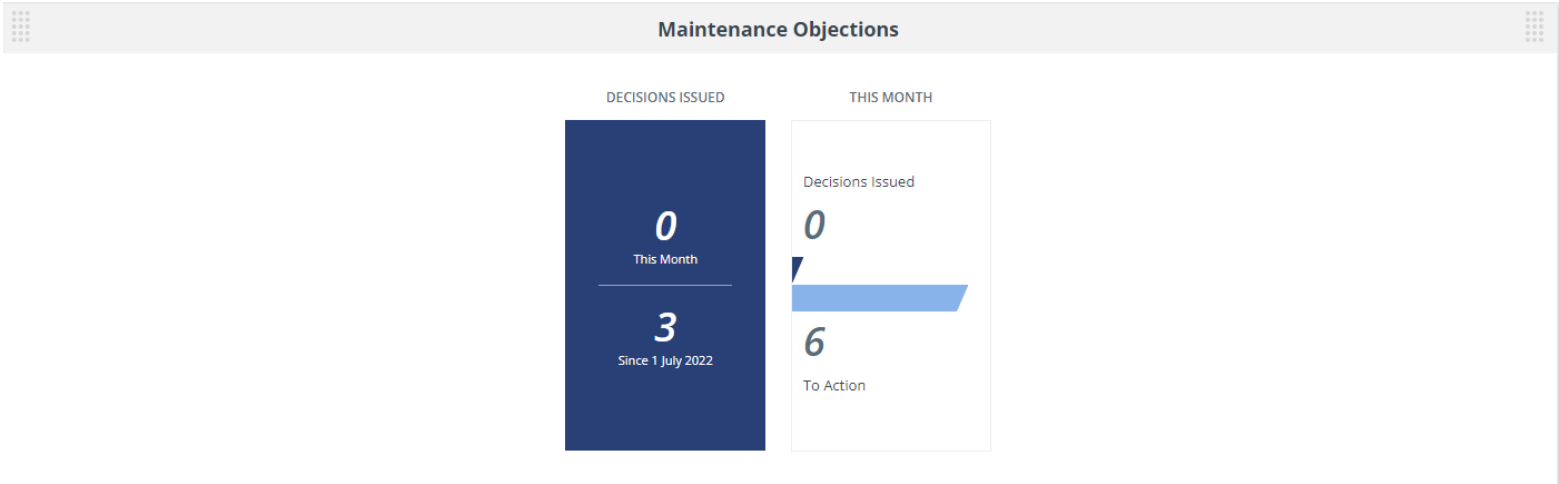 Maintenance Objections
DECISIONS ISSUED
0
This Month
3
Since 1 July 2022
THIS MONTH
Decisions Issued
0
6
To Action